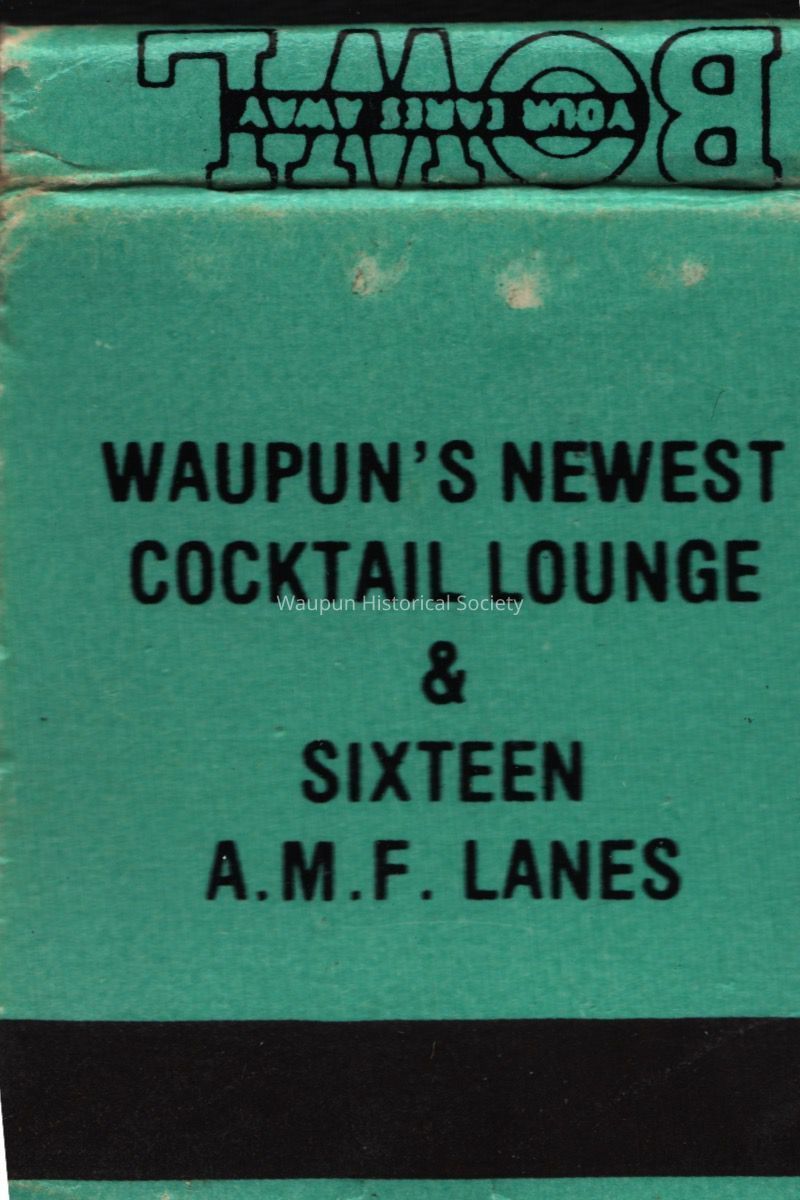 BOWL
YOUR CARES AWAY
WAUPUN'S NEWEST
COCKTAIL LOUNGE
Waupun Historical Society
&
SIXTEEN
A.M.F. LANES